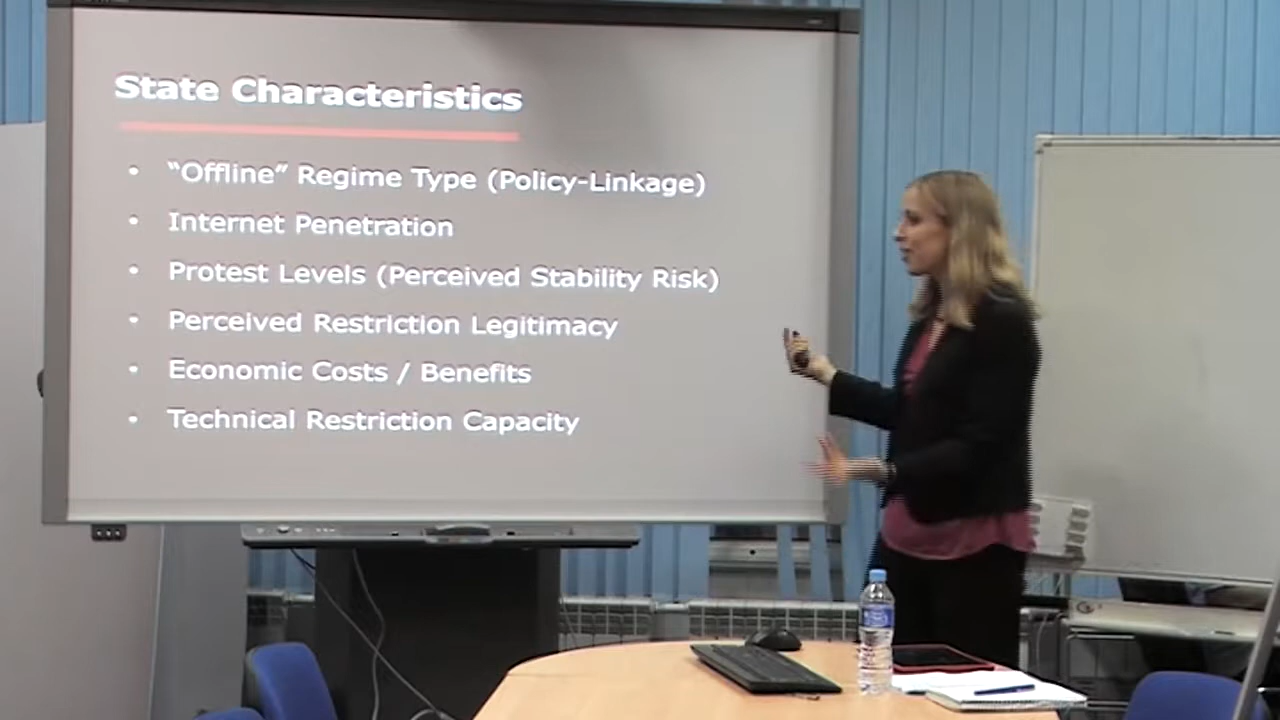 State Characteristics
• “Offline” Regime Type (Policy-Linkage)
• Internet Penetration
• Protest Levels (Perceived Stability Risk)
• Perceived Restriction Legitimacy
• Economic Costs / Benefits
• Technical Restriction Capacity